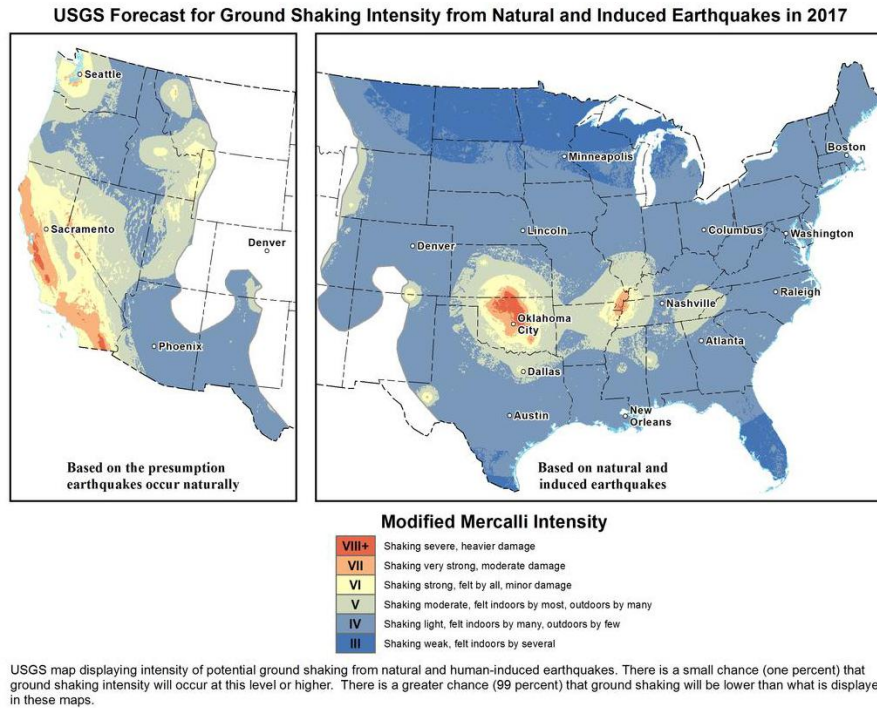 USGS Forecast for Ground Shaking Intensity from Natural and Induced Earthquakes in 2017
Seattle
Sacramento
Denver
Phoenix
Based on the presumption
earthquakes occur naturally
Minneapolis
Boston
Lincoln
Columbus
Washington
Denver
Nashville
Raleigh
Oklahoma
City
Atlanta
Dallas
Austin
New
Orleans
Based on natural and
induced earthquakes
Modified Mercalli Intensity
VIII+ Shaking severe, heavier damage
VII Shaking very strong, moderate damage
VI Shaking strong, felt by all, minor damage
V Shaking moderate, felt indoors by most, outdoors by many
IV Shaking light, felt indoors by many, outdoors by few
III Shaking weak, felt indoors by several
USGS map displaying intensity of potential ground shaking from natural and human-induced earthquakes. There is a small chance (one percent) that
ground shaking intensity will occur at this level or higher. There is a greater chance (99 percent) that ground shaking will be lower than what is displaye
in these maps.